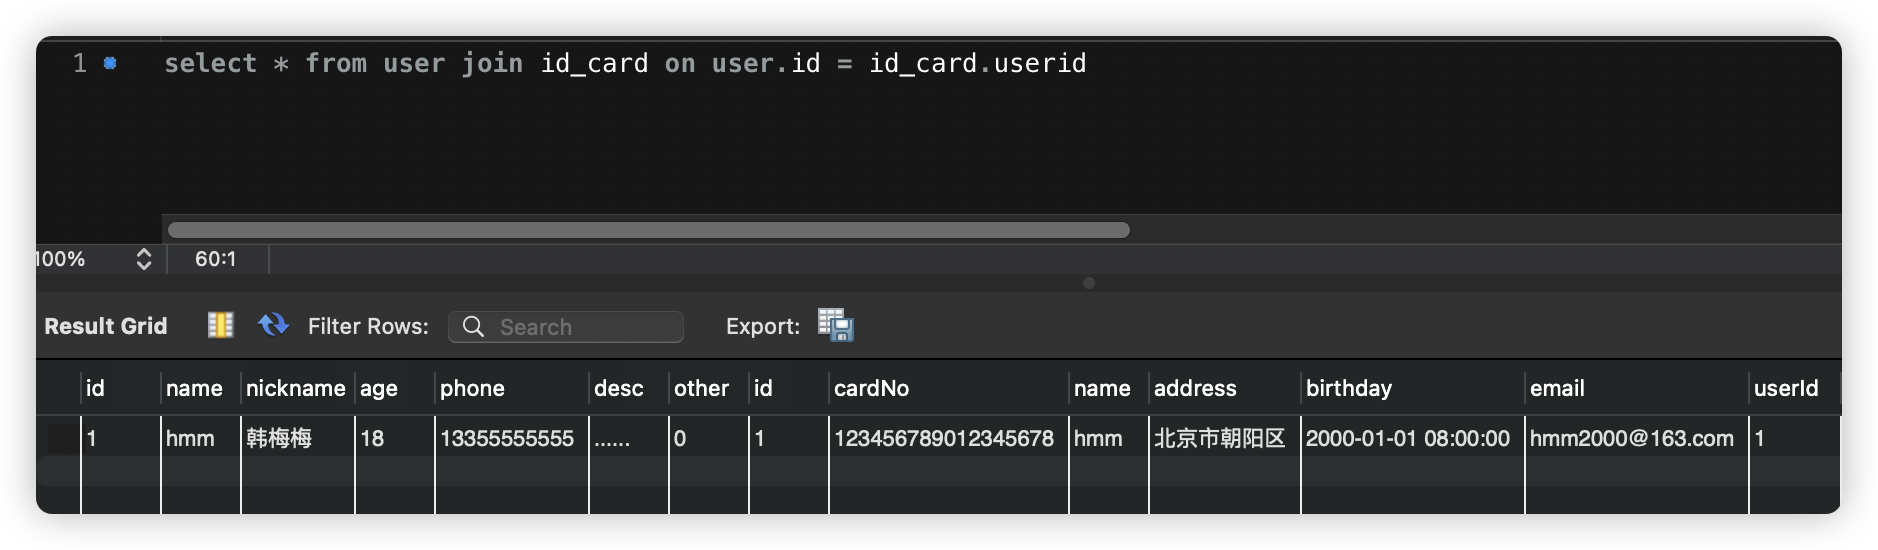 1 select * from user join id_card on user.id = id_card.userid
100% 60:1
Result Grid Filter Rows: Search Export:
id name nickname age phone desc other id cardNo name address birthday email userId
1 hmm 韩梅梅 18 13355555555 ...... 0 1 123456789012345678 hmm 北京市朝阳区 2000-01-01 08:00:00 hmm2000@163.com 1